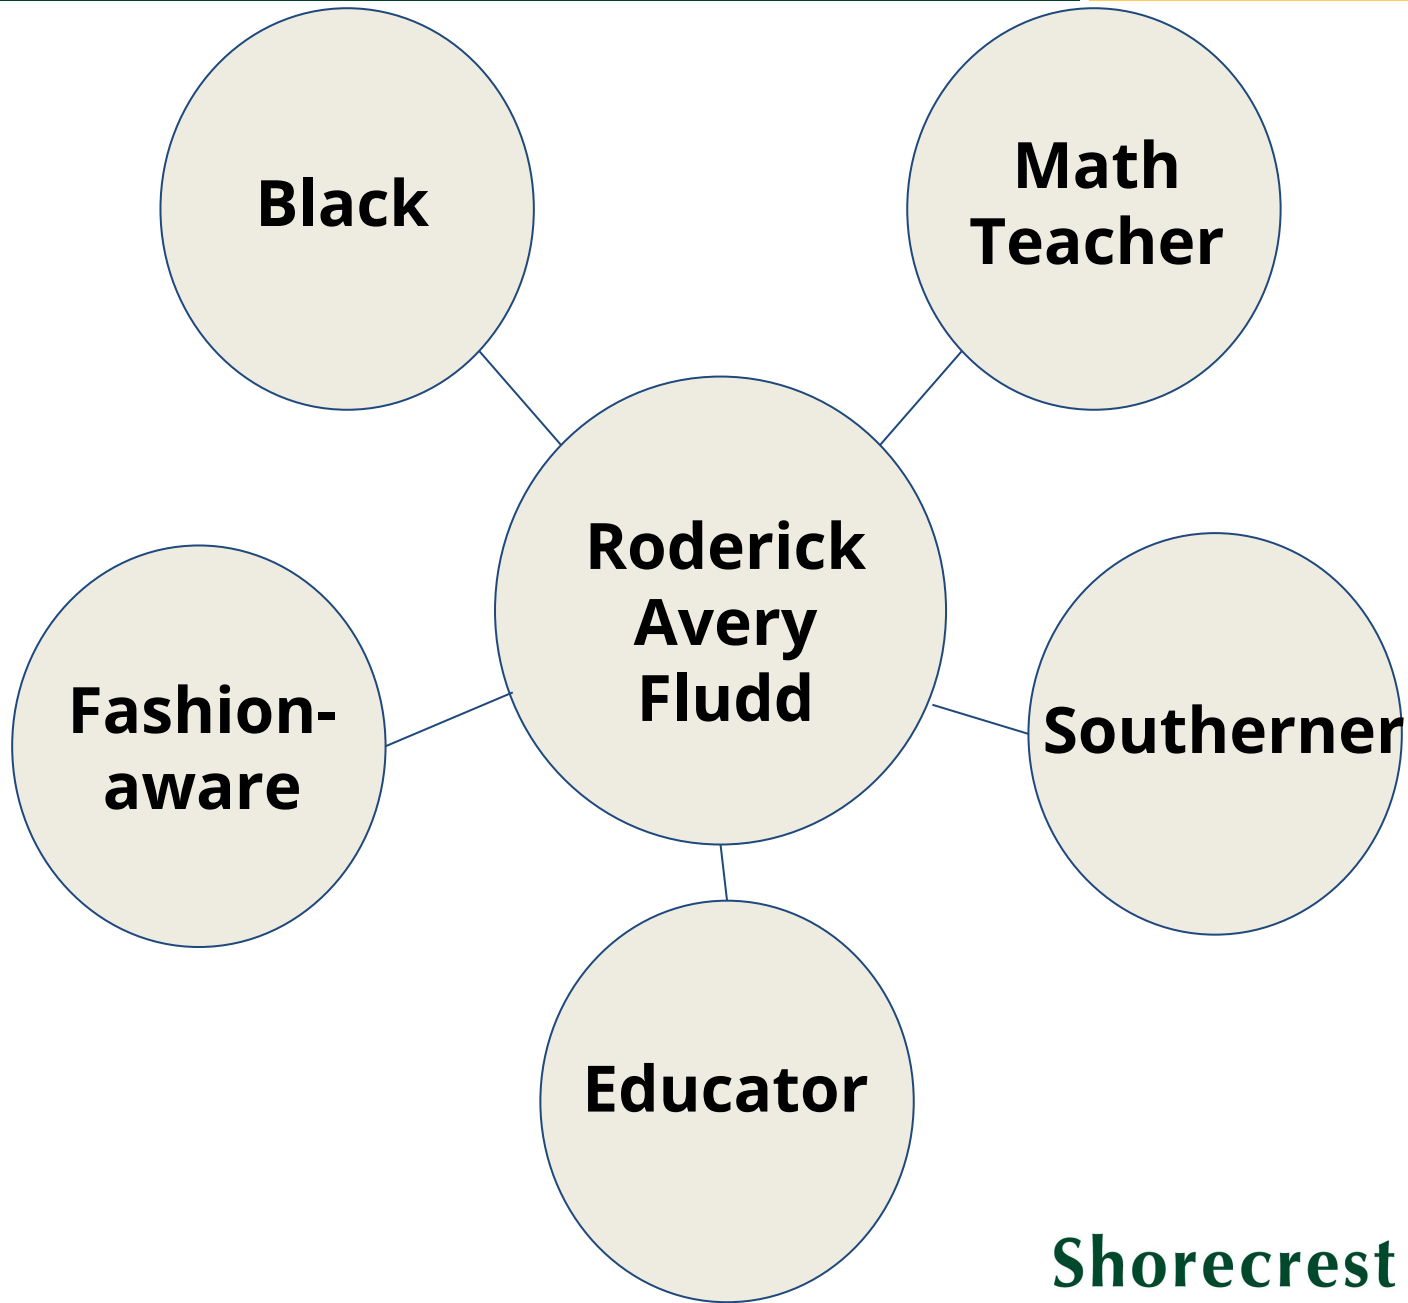 Black
Math
Teacher
Roderick
Avery
Fludd
Fashion-
aware
Southerner
Educator
Shorecrest